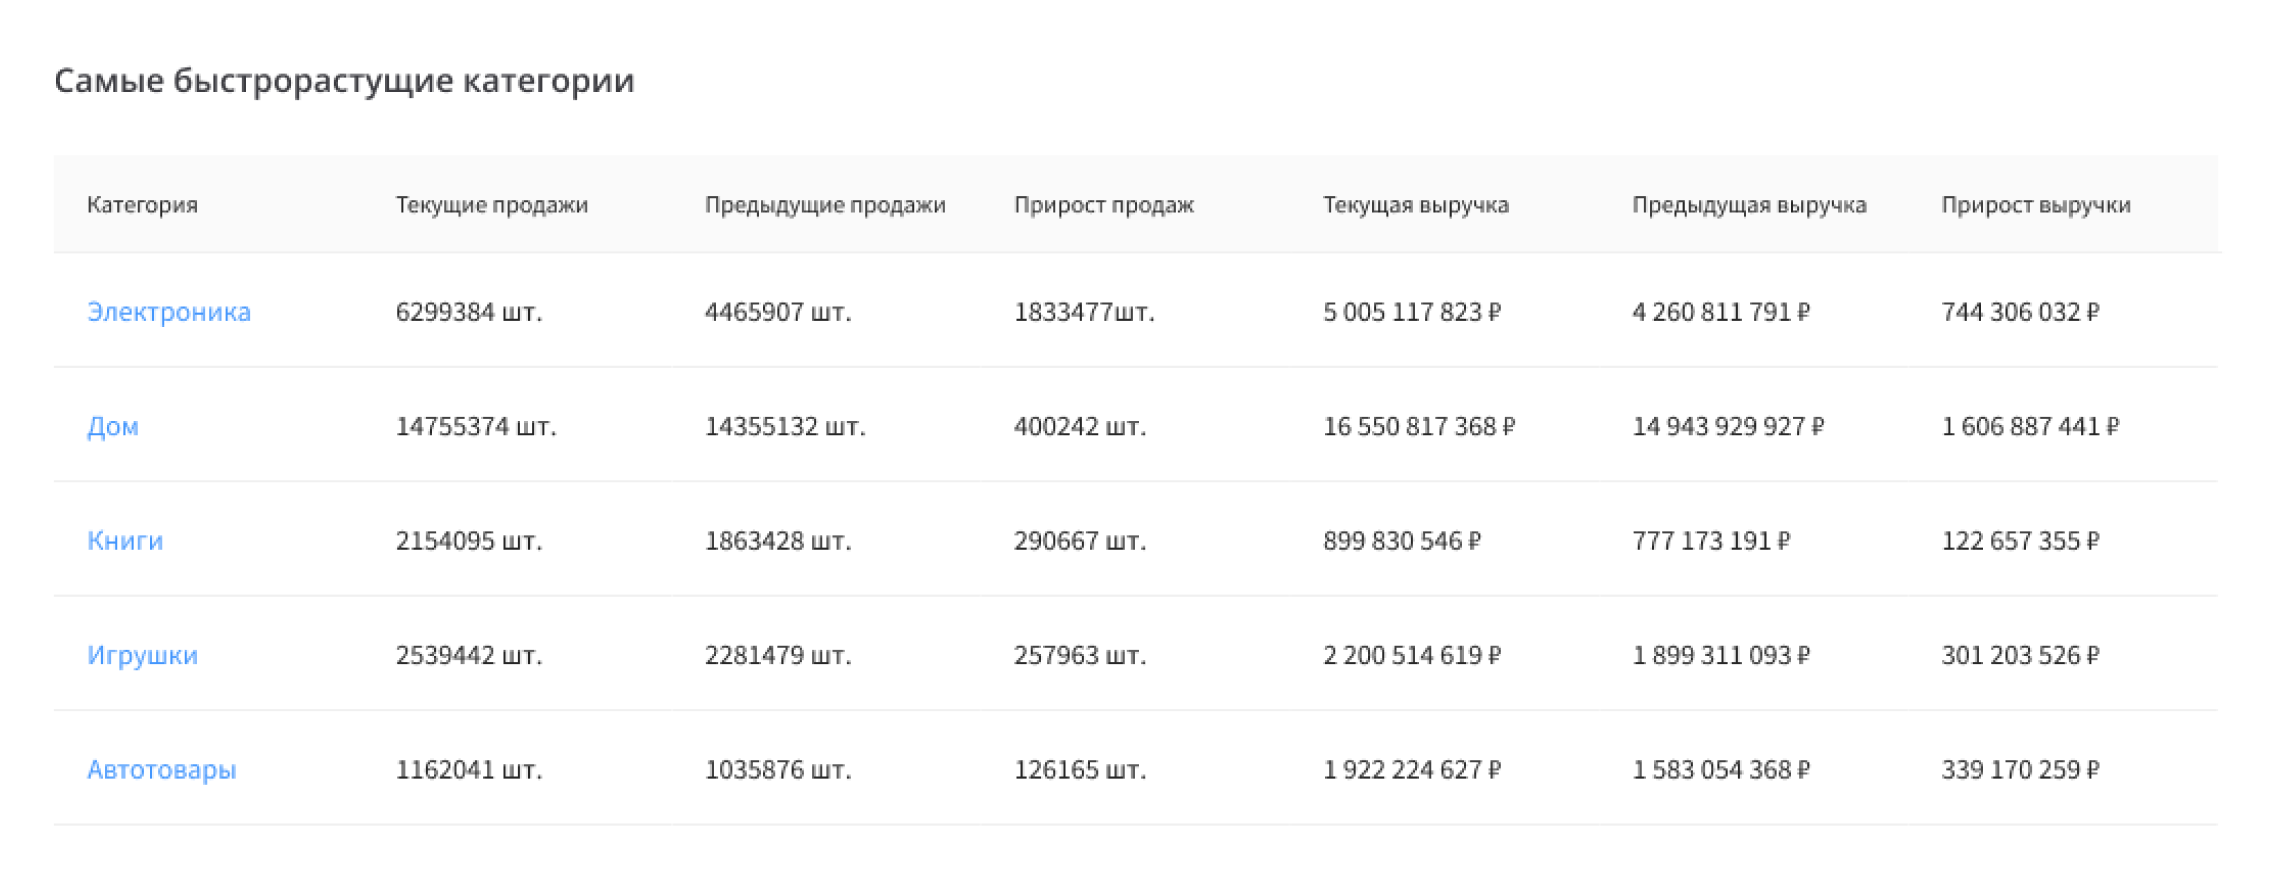 Самые быстрорастущие категории
Категория Текущие продажи Предыдущие продажи Прирост продаж Текущая выручка Предыдущая выручка Прирост выручки
Электроника 6299384 шт. 4465907 шт. 1833477шт. 5 005 117 823 ₽ 4 260 811 791 ₽ 744 306 032 ₽
Дом 14755374 шт. 14355132 шт. 400242 шт. 16 550 817 368 ₽ 14 943 929 927 ₽ 1 606 887 441 ₽
Книги 2154095 шт. 1863428 шт. 290667 шт. 899 830 546 ₽ 777 173 191 ₽ 122 657 355 ₽
Игрушки 2539442 шт. 2281479 шт. 257963 шт. 2 200 514 619 ₽ 1 899 311 093 ₽ 301 203 526 ₽
Автотовары 1162041 шт. 1035876 шт. 126165 шт. 1 922 224 627 ₽ 1 583 054 368 ₽ 339 170 259 ₽